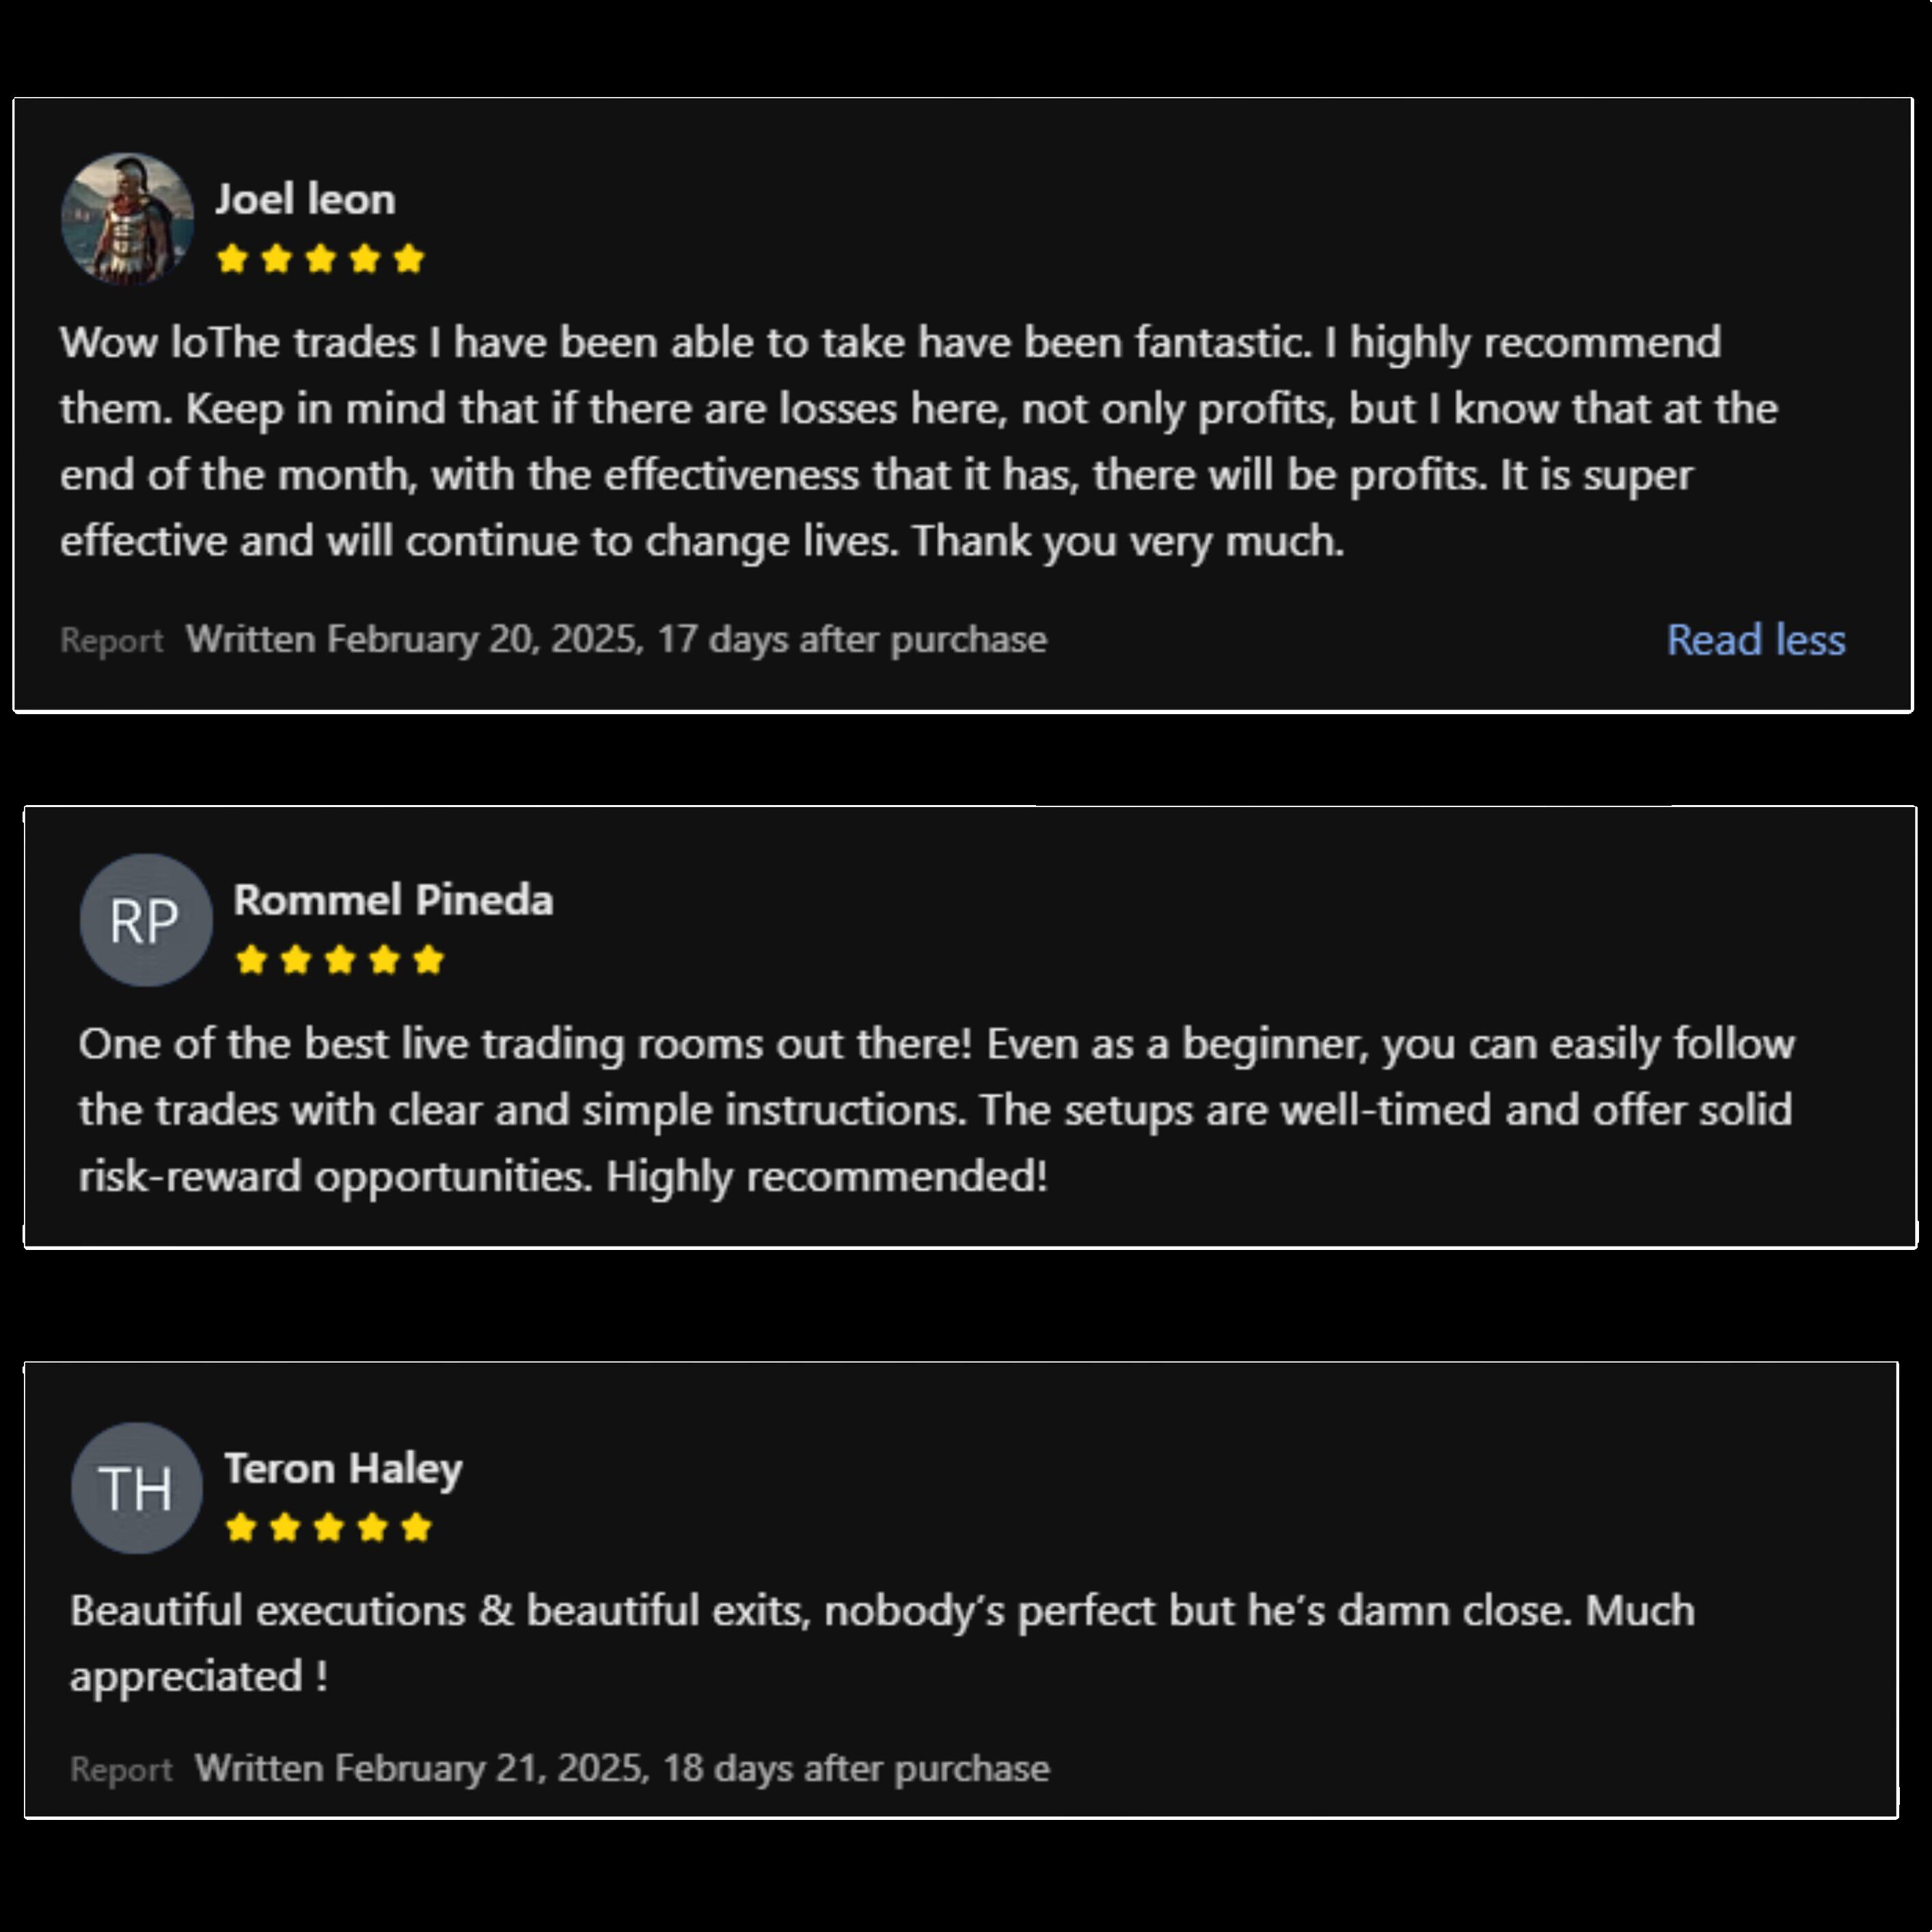 Joel leon
Wow loThe trades I have been able to take have been fantastic. I highly recommend
them. Keep in mind that if there are losses here, not only profits, but I know that at the
end of the month, with the effectiveness that it has, there will be profits. It is super
effective and will continue to change lives. Thank you very much.
Report Written February 20, 2025, 17 days after purchase Read less
RP
Rommel Pineda
One of the best live trading rooms out there! Even as a beginner, you can easily follow
the trades with clear and simple instructions. The setups are well-timed and offer solid
risk-reward opportunities. Highly recommended!
TH
Teron Haley
Beautiful executions & beautiful exits, nobody’s perfect but he’s damn close. Much
appreciated !
Report Written February 21, 2025, 18 days after purchase